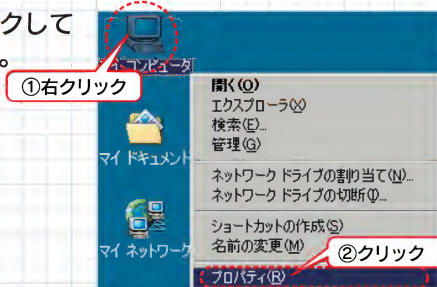 クして
。
①右クリック
マイ コンピュータ
開く(O)
エクスプローラ(X)
検索(E)...
管理(G)
マイ ドキュメント
ネットワーク ドライブの割り当て(N)...
ネットワーク ドライブの切断(I)...
ショートカットの作成(S)
名前の変更(M)
マイ ネットワーク
②クリック
プロパティ(R)